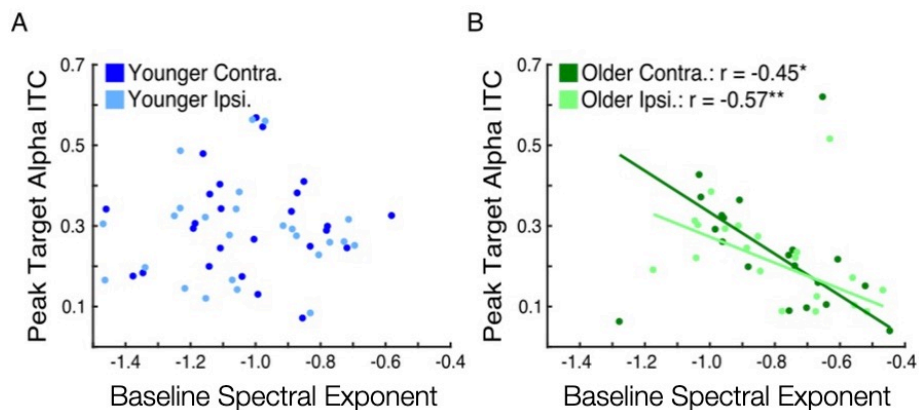 A
Younger Contra.
Younger Ipsi.
Peak Target Alpha ITC
0.7
0.5
0.3
0.1
-1.4
-1.2
-1.0
-0.8
-0.6
-0.4
Baseline Spectral Exponent
B
Older Contra.: r = -0.45*
Older Ipsi.: r = -0.57**
Peak Target Alpha ITC
0.7
0.5
0.3
0.1
-1.4
-1.2
-1.0
-0.8
-0.6
-0.4
Baseline Spectral Exponent